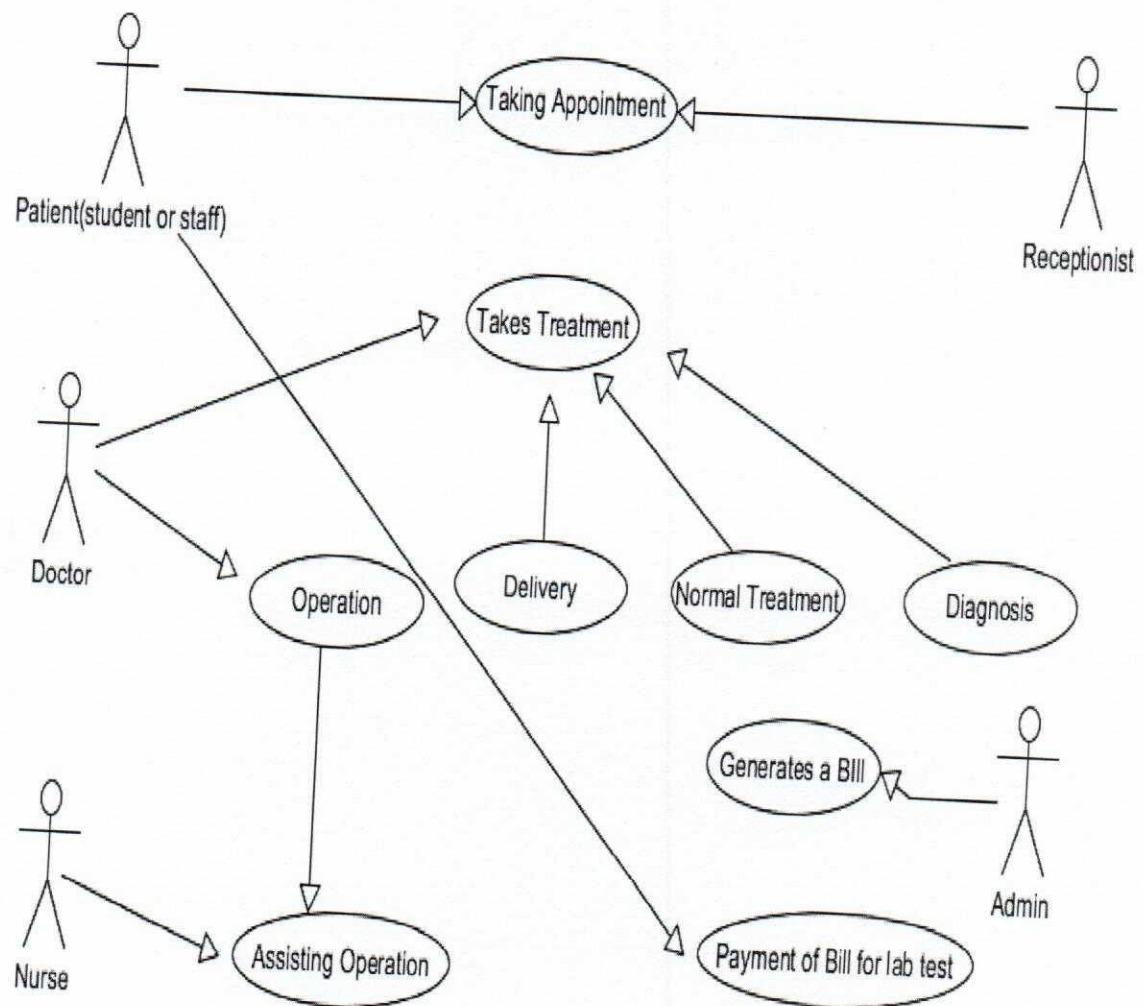 Taking Appointment
Patient(student or staff)
Receptionist
Takes Treatment
Doctor
Operation
Delivery
Normal Treatment
Diagnosis
Generates a BIll
Admin
Nurse
Assisting Operation
Payment of Bill for lab test